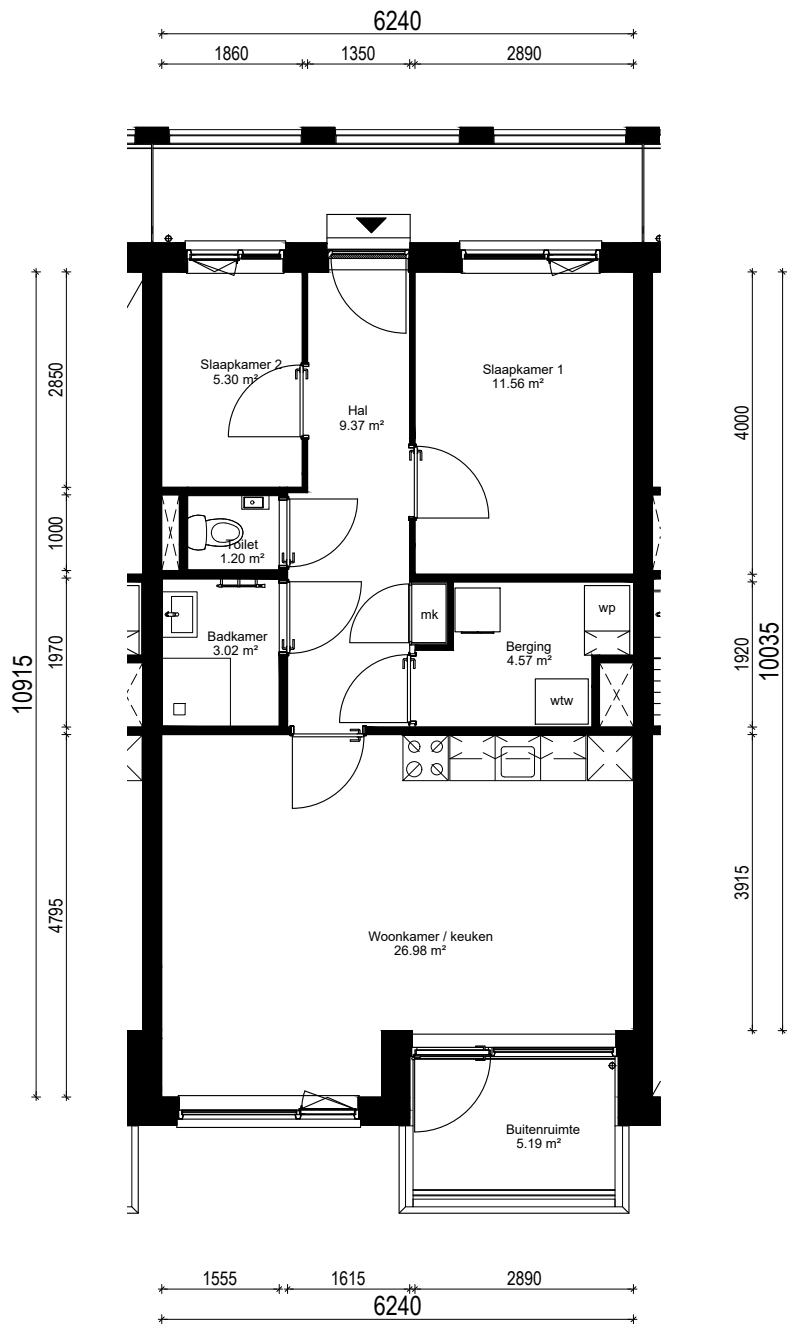 6240
1860
1350
2890
Slaapkamer 2
5.30 m²
Slaapkamer 1
11.56 m²
Hal
9.37 m²
2850
4000
1000
Toilet
1.20 m²
mk
wp
Badkamer
3.02 m²
Berging
4.57 m²
wtw
10915
1970
1920
10035
4795
3915
Woonkamer / keuken
26.98 m²
Buitenruimte
5.19 m²
1555
1615
2890
6240